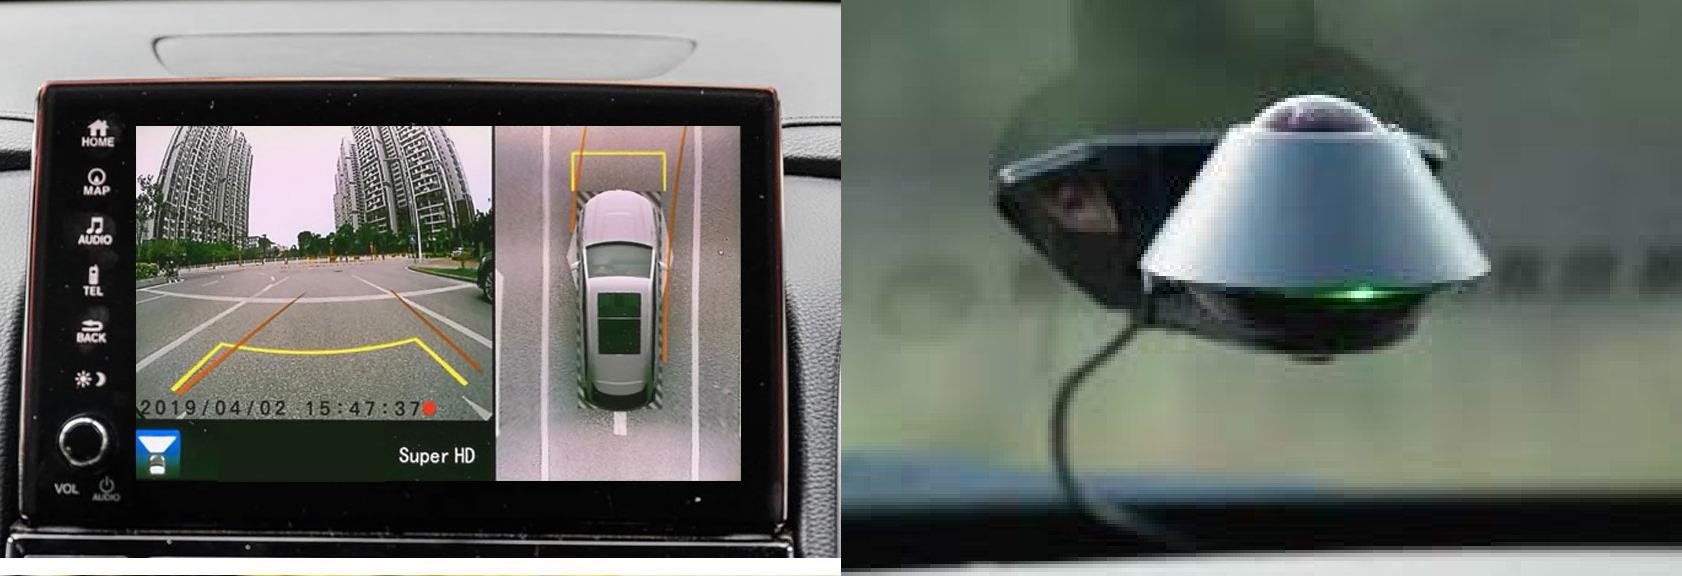 HOME
MAP
AUDIO
TEL
BACK
2019/04/02 15:47:37
Super HD
VOL
AUDIO